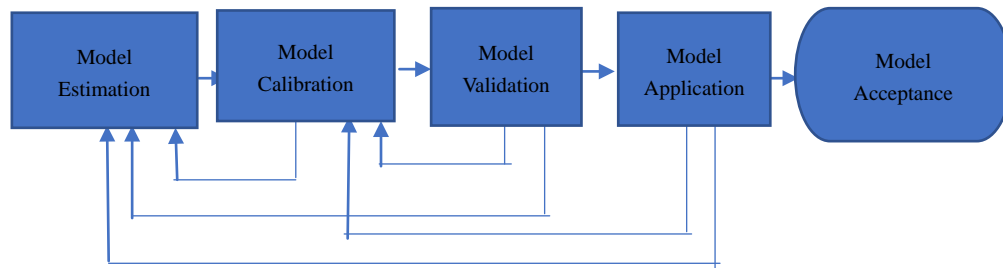 Model
Estimation
Model
Calibration
Model
Validation
Model
Application
Model
Acceptance